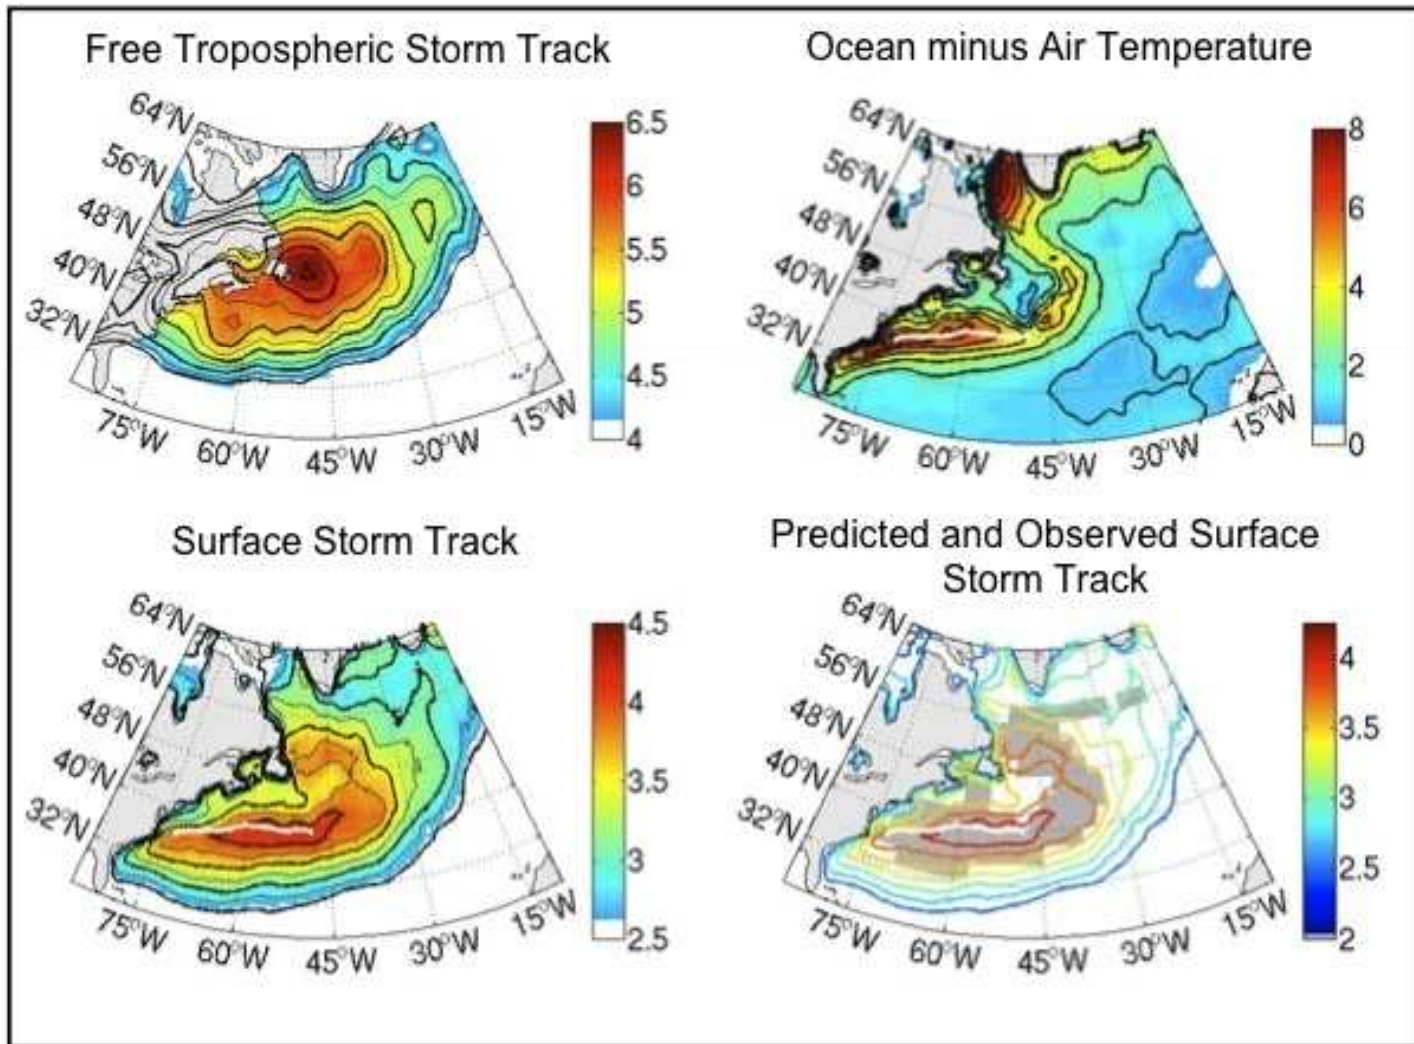 Free Tropospheric Storm Track
64°N
56°N
48°N
40°N
32°N
75°W
60°W
45°W
30°W
15°W
6.5
6
5.5
5
4.5
4
Ocean minus Air Temperature
64°N
56°N
48°N
40°N
32°N
75°W
60°W
45°W
30°W
15°W
8
6
4
2
0
Surface Storm Track
64°N
56°N
48°N
40°N
32°N
75°W
60°W
45°W
30°W
15°W
4.5
4
3.5
3
2.5
Predicted and Observed Surface
Storm Track
64°N
56°N
48°N
40°N
32°N
75°W
60°W
45°W
30°W
15°W
4
3.5
3
2.5
2